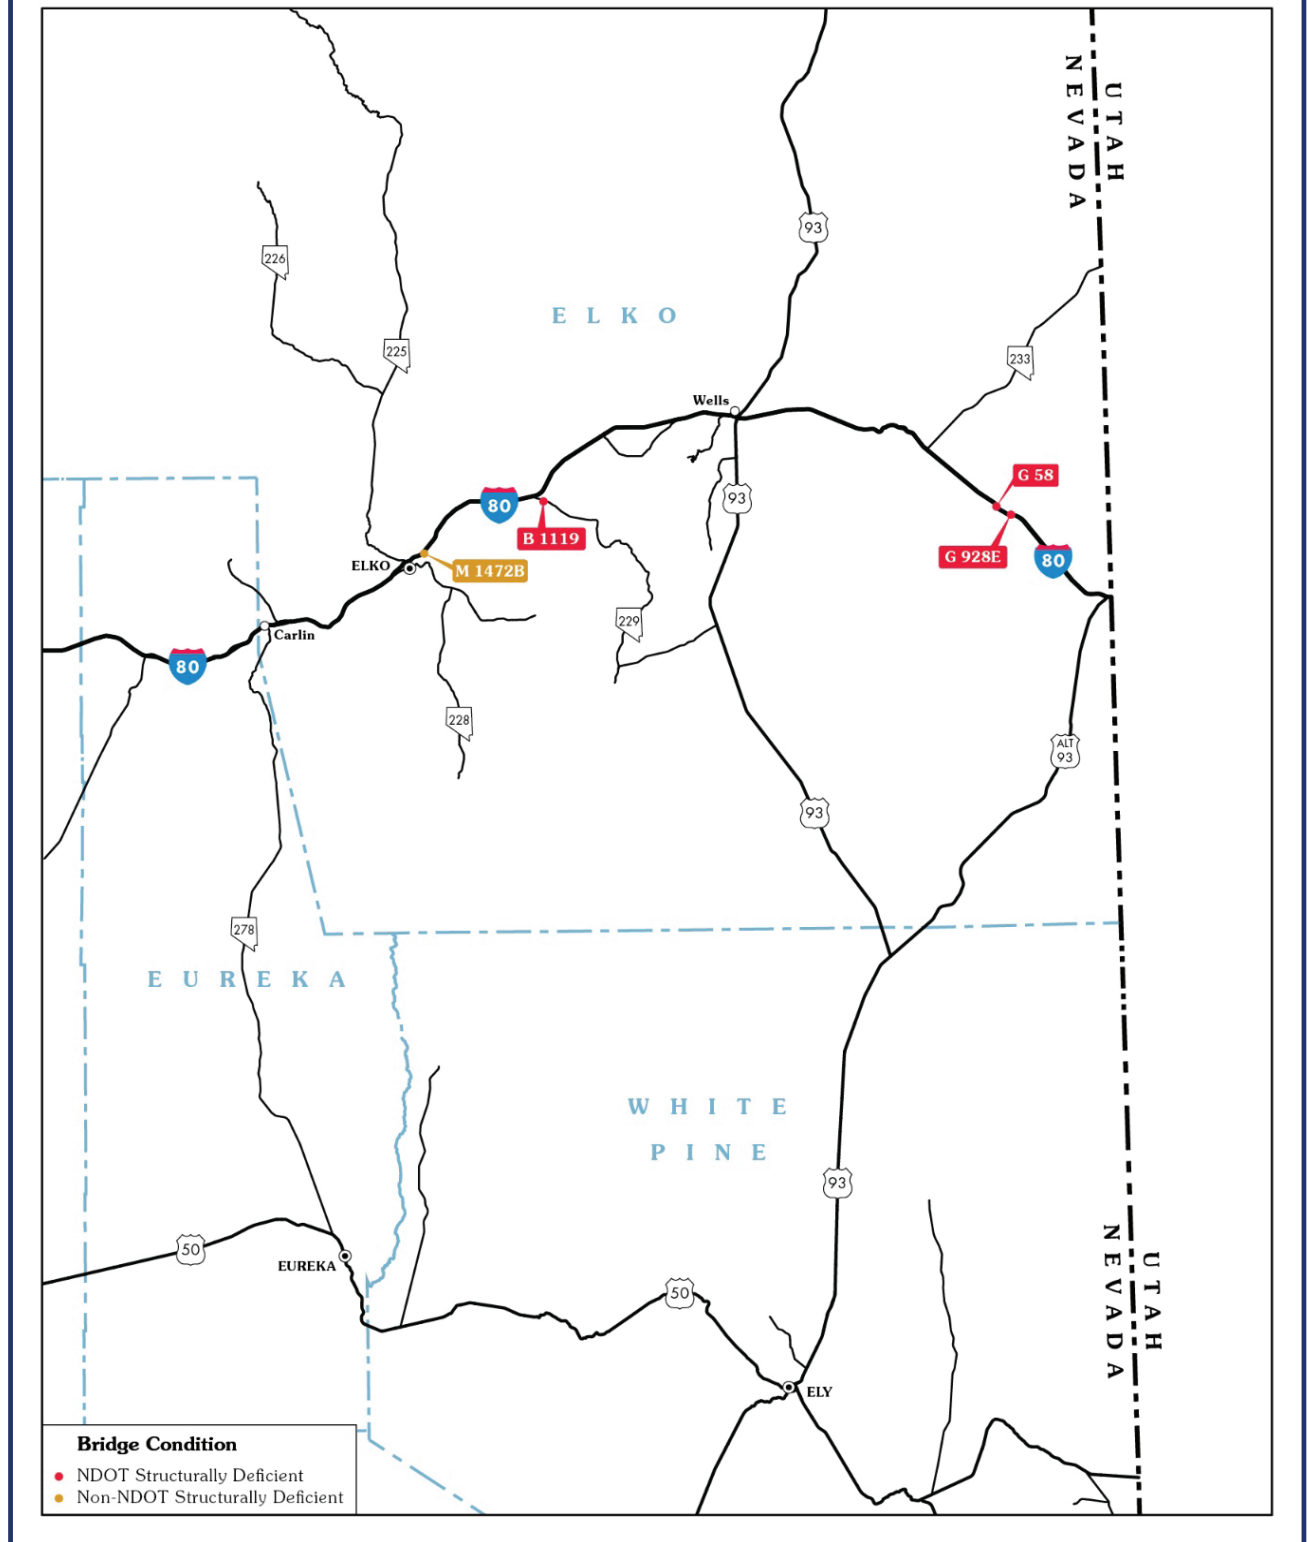 UTAH
NEVADA
93
226
ELKO
225
233
Wells
G 58
93
80
B 1119
G 928E
80
ELKO
M 1472B
229
Carlin
80
228
ALT
93
93
278
EUREKA
WHITE
PINE
93
50
UTAH
NEVADA
EUREKA
50
ELY
Bridge Condition
NDOT Structurally Deficient
Non-NDOT Structurally Deficient